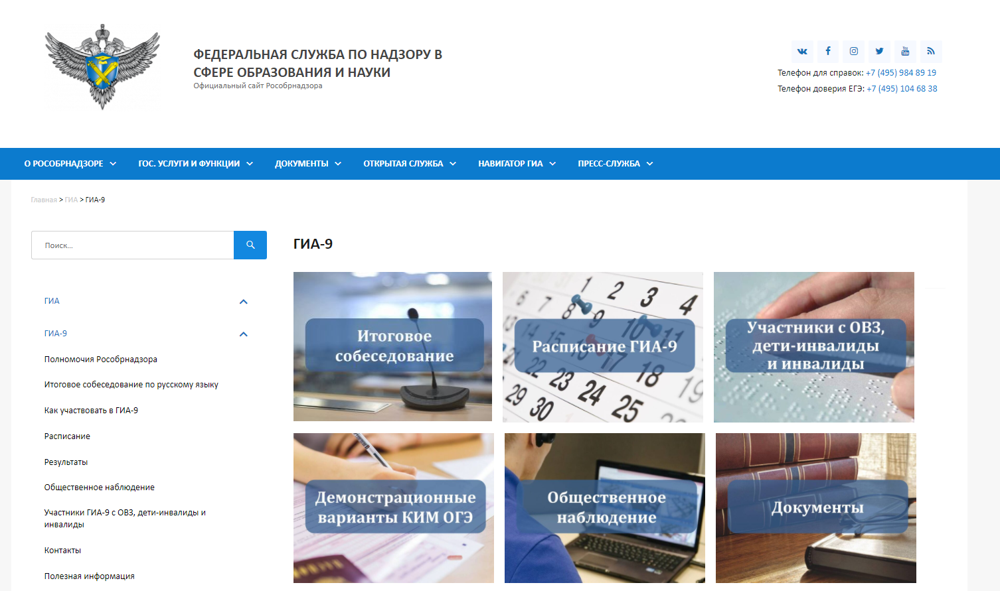 ФЕДЕРАЛЬНАЯ СЛУЖБА ПО НАДЗОРУ В
СФЕРЕ ОБРАЗОВАНИЯ И НАУКИ
Официальный сайт Рособрнадзора
Телефон для справок: +7 (495) 984 89 19
Телефон доверия ЕГЭ: +7 (495) 104 68 38
О РОСОБРНАДЗОРЕ ГОС. УСЛУГИ И ФУНКЦИИ ДОКУМЕНТЫ ОТКРЫТАЯ СЛУЖБА НАВИГАТОР ГИА ПРЕСС-СЛУЖБА
Главная > ГИА > ГИА-9
Поиск...
ГИА
ГИА-9
Полномочия Рособрнадзора
Итоговое собеседование по русскому языку
Как участвовать в ГИА-9
Расписание
Результаты
Общественное наблюдение
Участники ГИА-9 с ОВЗ, дети-инвалиды и
инвалиды
Контакты
Полезная информация
ГИА-9
Итоговое
собеседование
Расписание ГИА-9
Участники с ОВЗ,
дети-инвалиды
и инвалиды
Демонстрационные
варианты КИМ ОГЭ
Общественное
наблюдение
Документы